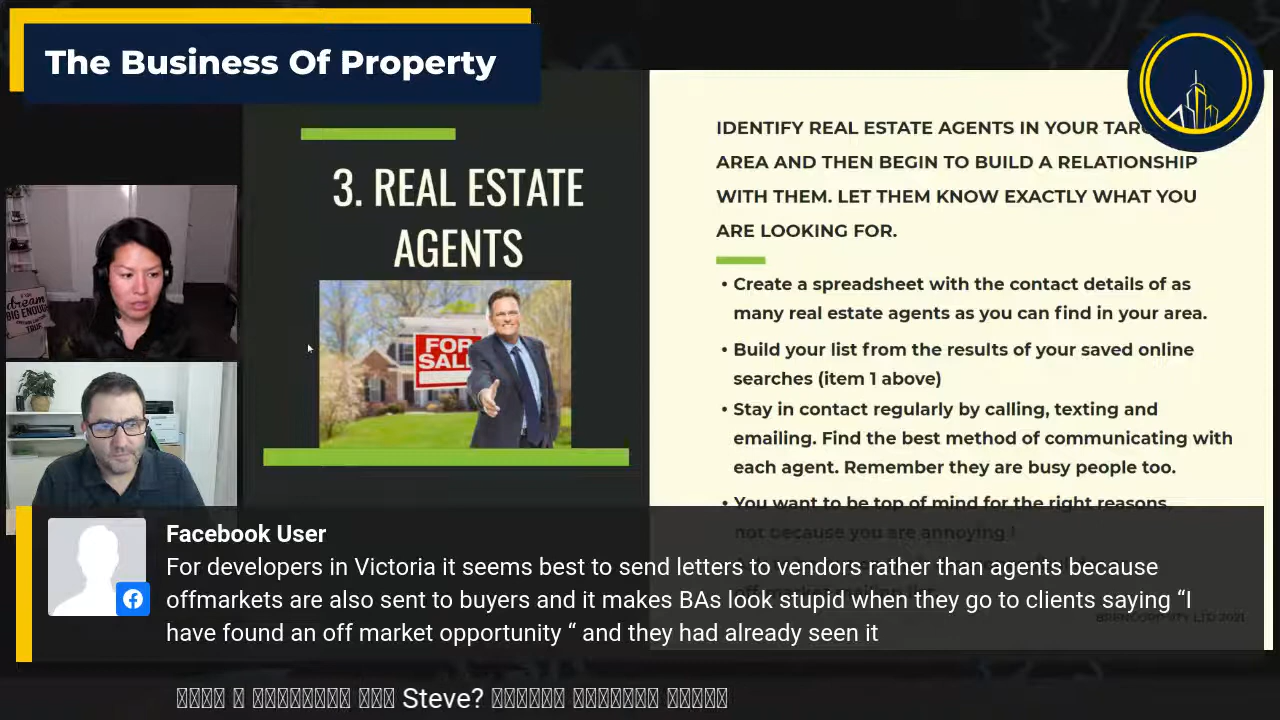 The Business Of Property
3. REAL ESTATE
AGENTS
FOR
SALE
IDENTIFY REAL ESTATE AGENTS IN YOUR
AREA AND THEN BEGIN TO BUILD A RELATIONSHIP
WITH THEM. LET THEM KNOW EXACTLY WHAT YOU
ARE LOOKING FOR.
• Create a spreadsheet with the contact details of as
many real estate agents as you can find in your area.
• Build your list from the results of your saved online
searches (item 1 above)
• Stay in contact regularly by calling, texting and
emailing. Find the best method of communicating with
each agent. Remember they are busy people too.
• You want to be top of mind for the right reasons,
not because you are annoying !
dream
BIG ENOUGH
Facebook User
For developers in Victoria it seems best to send letters to vendors rather than agents because
offmarkets are also sent to buyers and it makes BAs look stupid when they go to clients saying “I
have found an off market opportunity “ and they had already seen it
Steve?